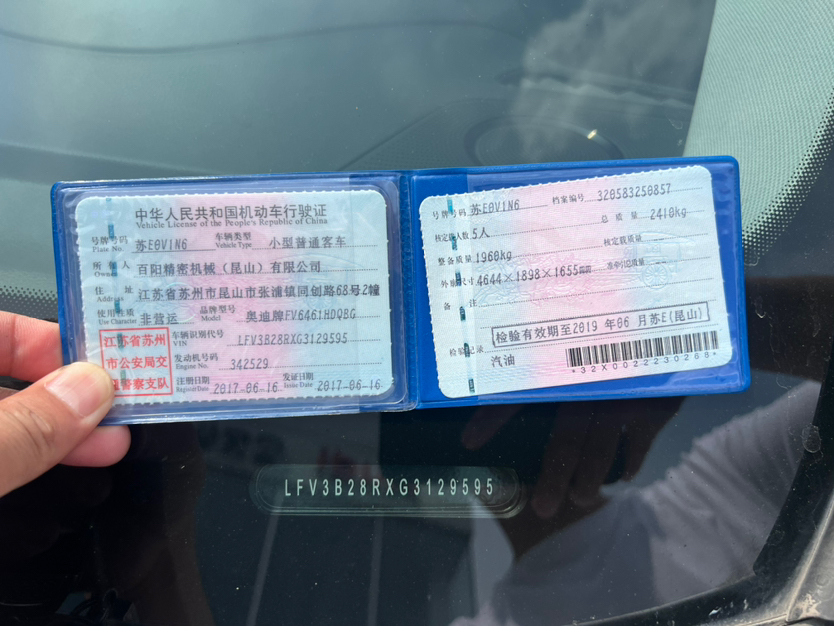 中华人民共和国机动车行驶证
Vehicle License of the People's Republic of China
号牌号码 苏E0V1N6 车辆类型 小型普通客车
Plate No. Vehicle Type
所有人 百阳精密机械（昆山）有限公司
Owner
住址 江苏省苏州市昆山市张浦镇同创路68号2幢
Address
使用性质 非营运 品牌型号 奥迪牌FV6461HDQBG
Use Character Model
江苏省苏州
市公安局交
通警察支队
车辆识别代号 LFV3B28RXG3129595
VIN
发动机号码 342529
Engine No.
注册日期 2017-06-16 发证日期 2017-06-16
Register Date Issue Date
号牌号码 苏E0V1N6 档案编号 320583250857
核定载人数 5人 总质量 2410kg
整备质量 1960kg 核定载质量 --
外廓尺寸 4644×1898×1655mm 准牵引总质量 --
备注
检验有效期至2019年06月苏E(昆山)
检验记录
汽油
*32X0022230268*
LFV3B28RXG3129595